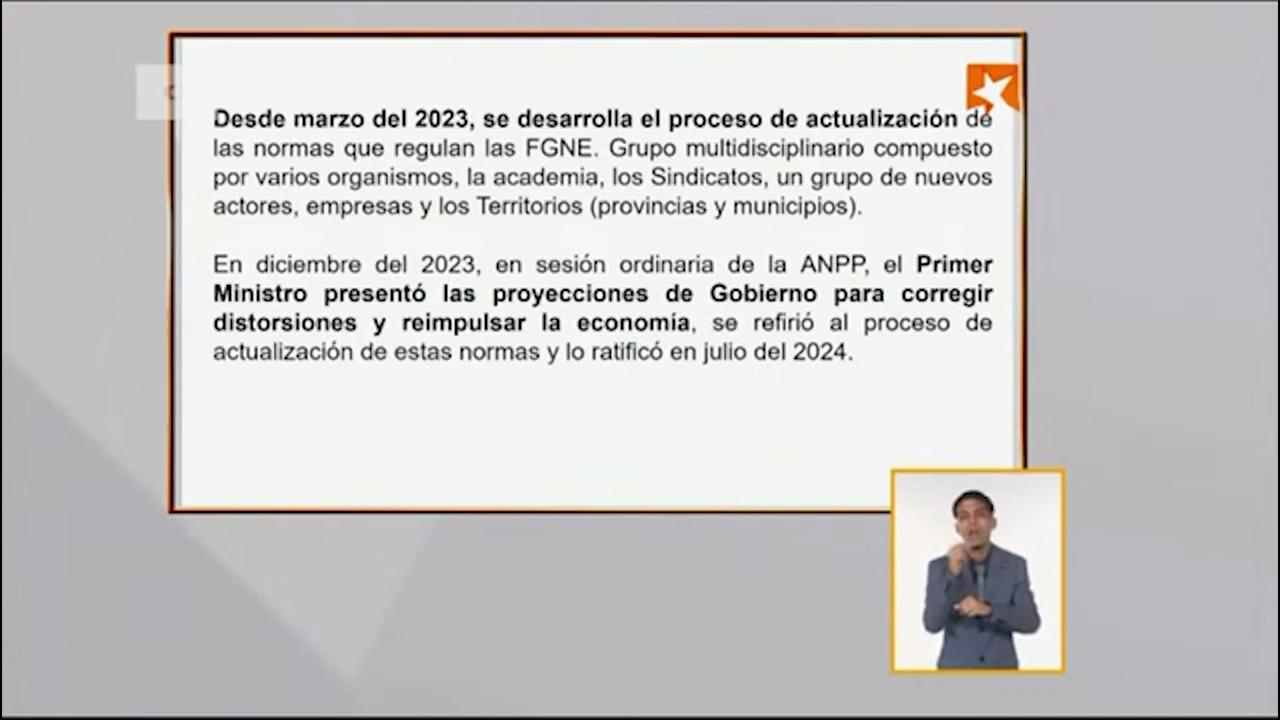 Desde marzo del 2023, se desarrolla el proceso de actualización de
las normas que regulan las FGNE. Grupo multidisciplinario compuesto
por varios organismos, la academia, los Sindicatos, un grupo de nuevos
actores, empresas y los Territorios (provincias y municipios).
En diciembre del 2023, en sesión ordinaria de la ANPP, el Primer
Ministro presentó las proyecciones de Gobierno para corregir
distorsiones y reimpulsar la economía, se refirió al proceso de
actualización de estas normas y lo ratificó en julio del 2024.